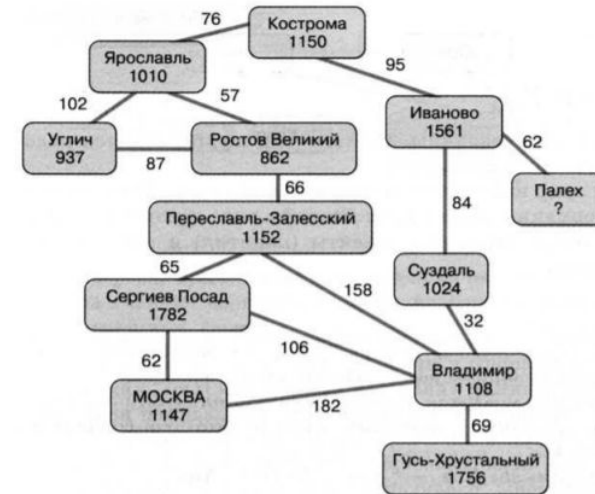 76
Кострома
1150
Ярославль
1010
95
102
57
Иваново
1561
Углич
937
87
Ростов Великий
862
62
66
Палех
?
84
Переславль-Залесский
1152
65
158
Суздаль
1024
Сергиев Посад
1782
32
106
62
Владимир
1108
МОСКВА
1147
182
69
Гусь-Хрустальный
1756